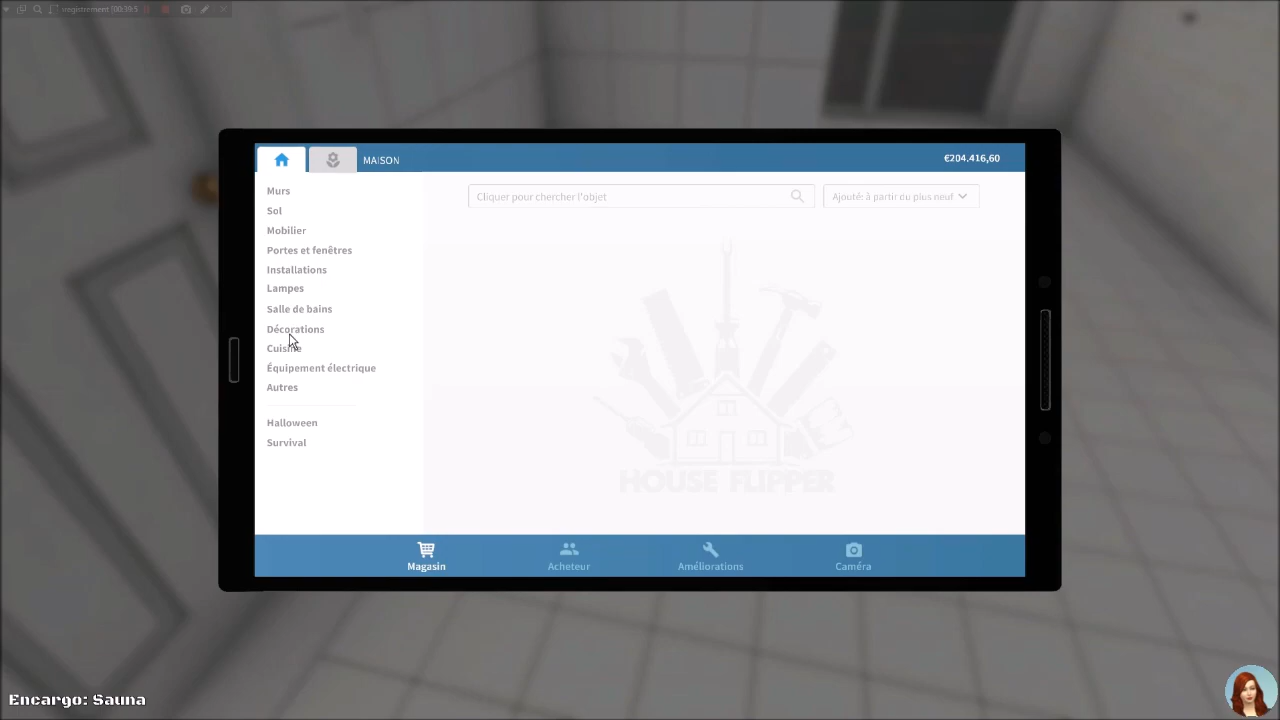 MAISON
€204.416,60
Cliquer pour chercher l'objet
Ajouté: à partir du plus neuf
Murs
Sol
Mobilier
Portes et fenêtres
Installations
Lampes
Salle de bains
Décorations
Cuisine
Équipement électrique
Autres
Halloween
Survival
HOUSE FLIPPER
Magasin
Acheteur
Améliorations
Caméra
Encargo: Sauna